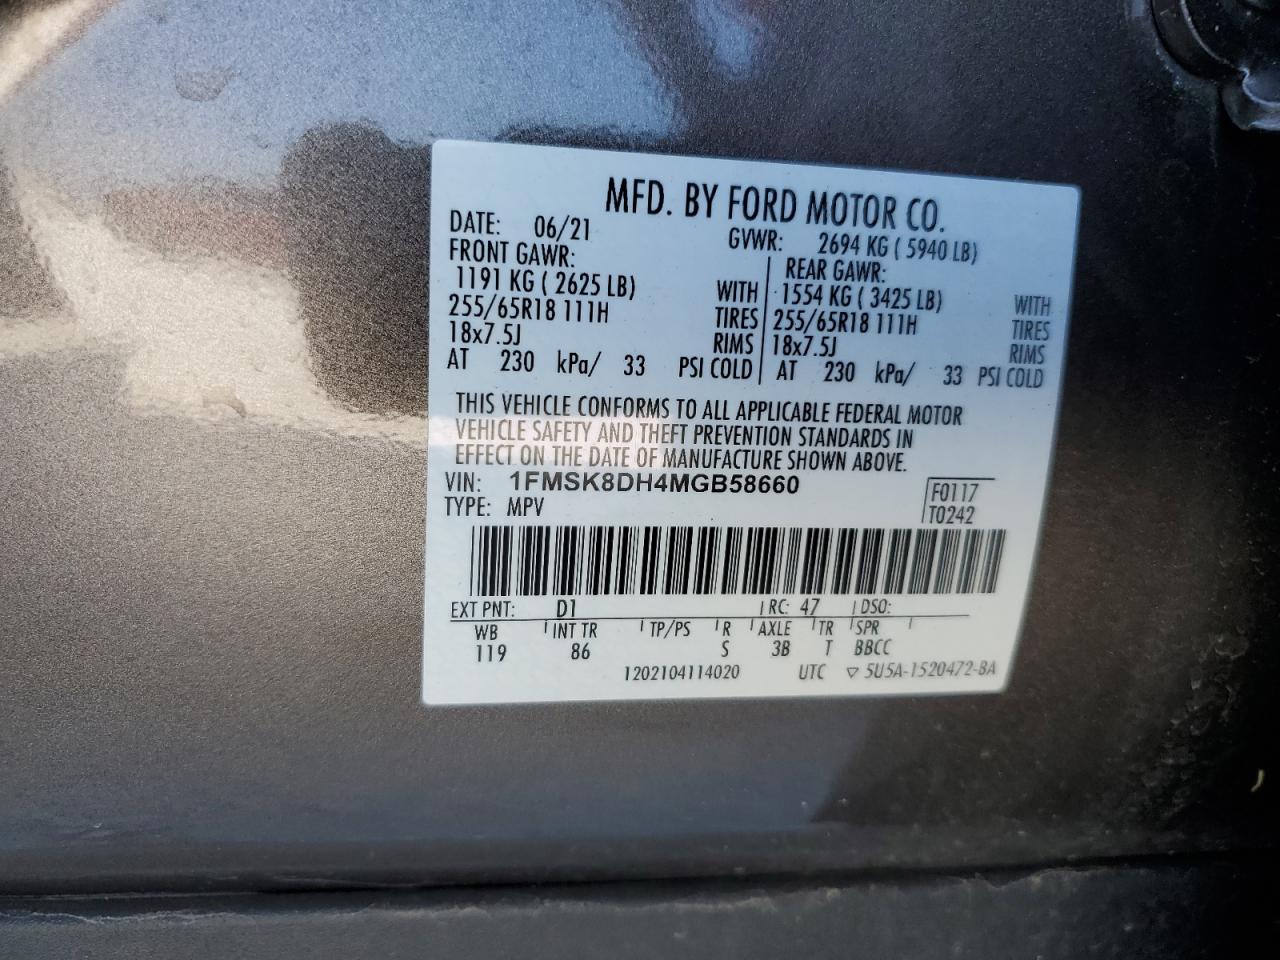 MFD. BY FORD MOTOR CO.
DATE: 06/21 GVWR: 2694 KG ( 5940 LB)
FRONT GAWR: REAR GAWR:
1191 KG ( 2625 LB) WITH 1554 KG ( 3425 LB) WITH
255/65R18 111H TIRES 255/65R18 111H TIRES
18x7.5J RIMS 18x7.5J RIMS
AT 230 kPa/ 33 PSI COLD AT 230 kPa/ 33 PSI COLD
THIS VEHICLE CONFORMS TO ALL APPLICABLE FEDERAL MOTOR
VEHICLE SAFETY AND THEFT PREVENTION STANDARDS IN
EFFECT ON THE DATE OF MANUFACTURE SHOWN ABOVE.
VIN: 1FMSK8DH4MGB58660 F0117
TYPE: MPV T0242
EXT PNT: D1 RC: 47 DSO:
WB INT TR TP/PS R AXLE TR SPR
119 86 S 3B T BBCC
1202104114020 UTC ▽ 5U5A-1520472-BA